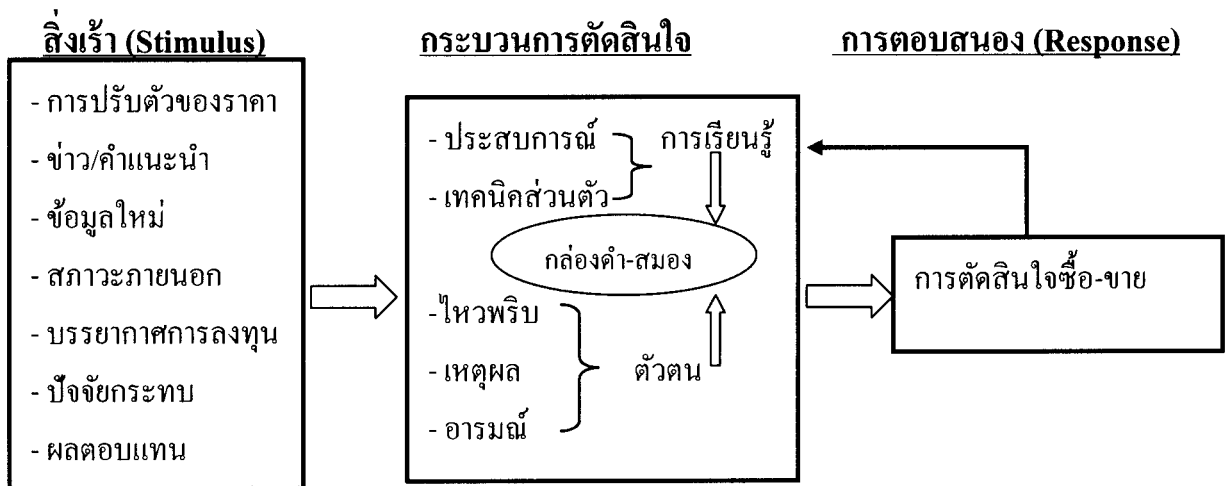 สิ่งเร้า (Stimulus)
- การปรับตัวของราคา
- ข่าว/คำแนะนำ
- ข้อมูลใหม่
- สภาวะภายนอก
- บรรยากาศการลงทุน
- ปัจจัยกระทบ
- ผลตอบแทน
กระบวนการตัดสินใจ
- ประสบการณ์
- เทคนิคส่วนตัว
การเรียนรู้
กล่องดำ-สมอง
-ไหวพริบ
- เหตุผล
- อารมณ์
ตัวตน
การตอบสนอง (Response)
การตัดสินใจซื้อ-ขาย